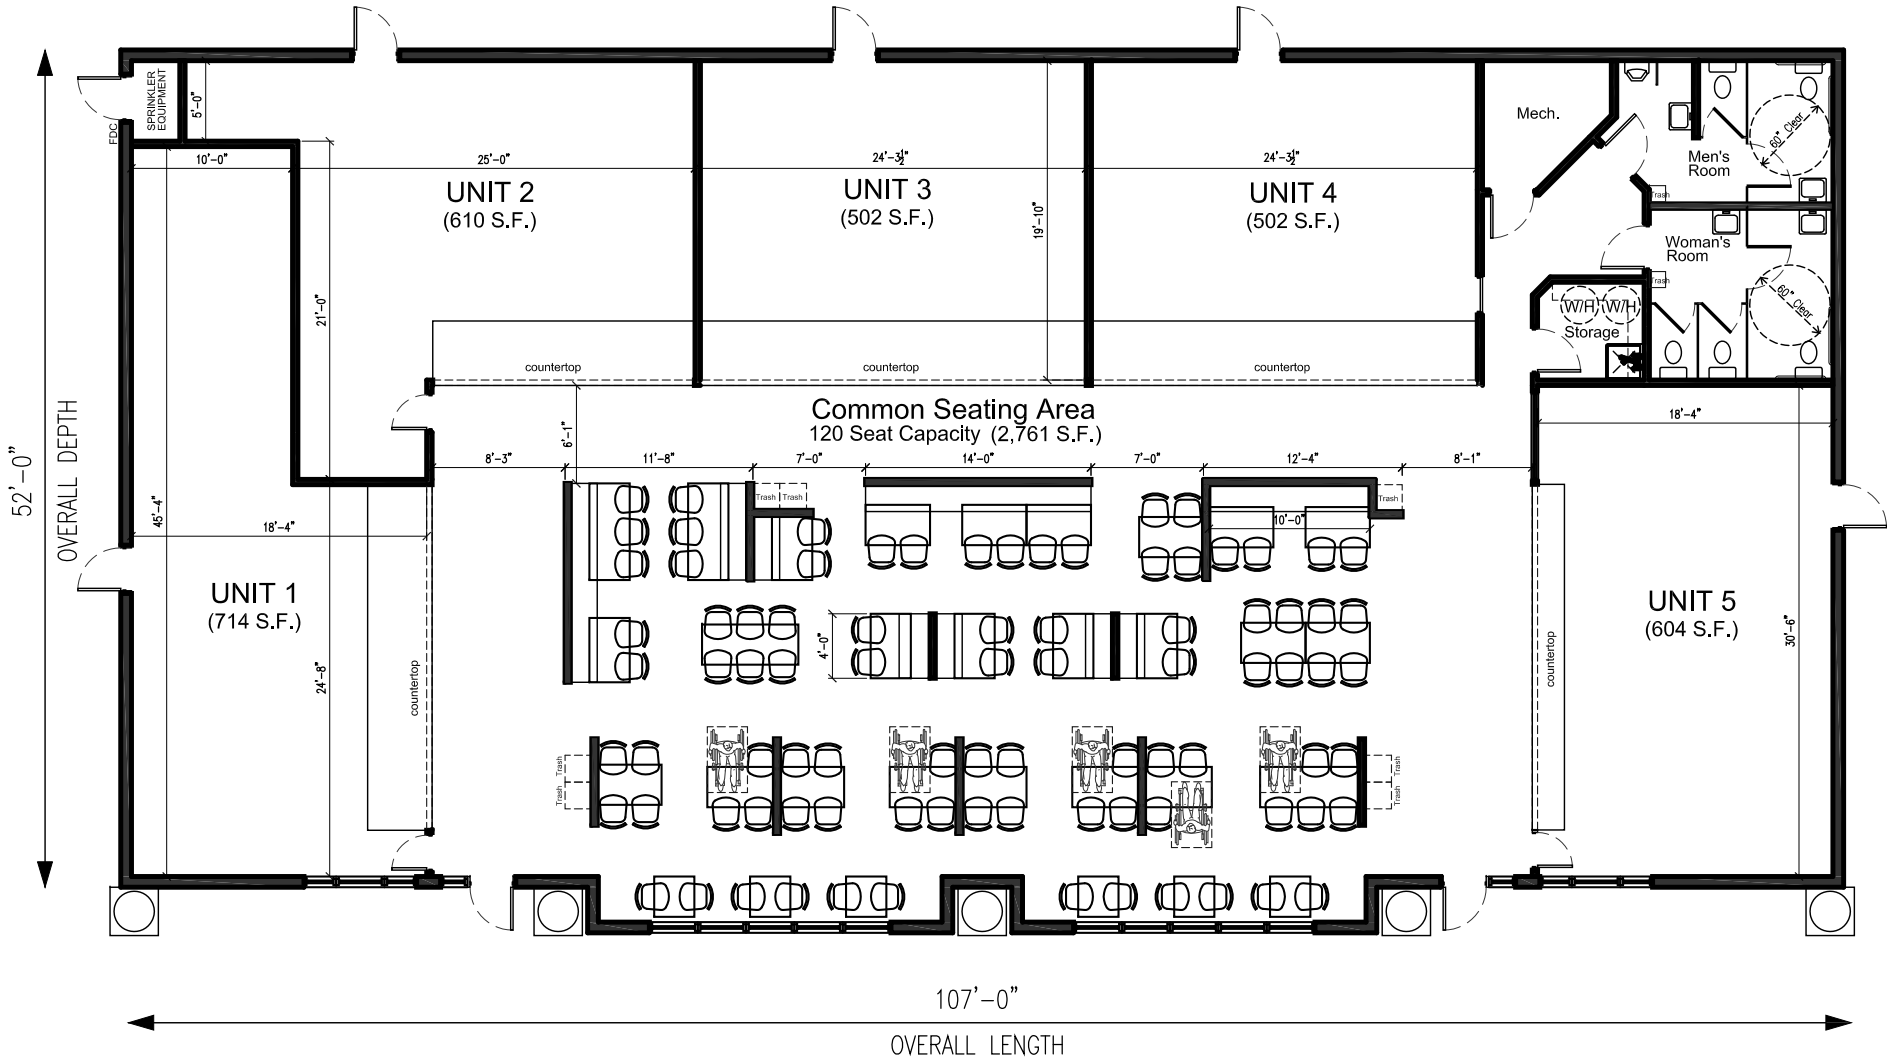 SPRINKLER
EQUIPMENT
FDC
5'-0"
Mech.
60" Clear
Men's
Room
Trash
10'-0"
25'-0"
24'-3½"
24'-3½"
UNIT 2
(610 S.F.)
UNIT 3
(502 S.F.)
UNIT 4
(502 S.F.)
19'-10"
21'-0"
Woman's
Room
Trash
60" Clear
W/H
W/H
Storage
countertop
countertop
countertop
Common Seating Area
120 Seat Capacity (2,761 S.F.)
6'-1"
18'-4"
8'-3"
11'-8"
7'-0"
14'-0"
7'-0"
12'-4"
8'-1"
52'-0"
OVERALL DEPTH
45'-4"
18'-4"
Trash
Trash
Trash
10'-0"
UNIT 1
(714 S.F.)
24'-8"
countertop
4'-0"
UNIT 5
(604 S.F.)
30'-6"
countertop
Trash
Trash
Trash
Trash
107'-0"
OVERALL LENGTH